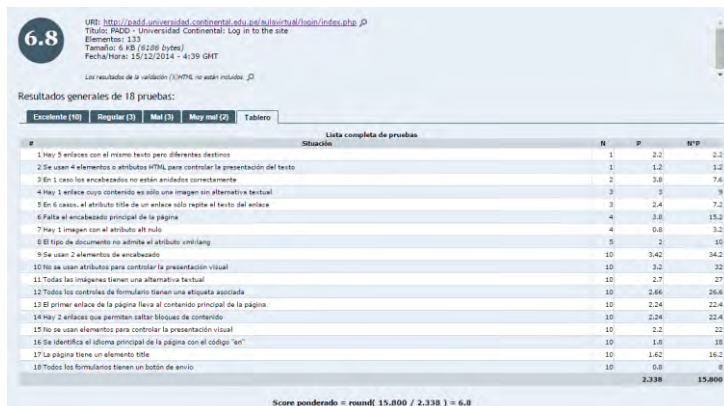 6.8
URI: http://padd.universidad.continental.edu.pe/aulavirtual/login/index.php
Título: PADD - Universidad Continental: Log in to the site
Elementos: 133
Tamaño: 6 KB (6186 bytes)
Fecha/Hora: 15/12/2014 - 4:39 GMT
Los resultados de la validación (X)HTML no están incluidos.
Resultados generales de 18 pruebas:
Excelente (10) Regular (3) Mal (3) Muy mal (2) Tablero
Lista completa de pruebas
# Situación N P N*P
1 Hay 5 enlaces con el mismo texto pero diferentes destinos 1 2.2 2.2
2 Se usan 4 elementos o atributos HTML para controlar la presentación del texto 1 1.2 1.2
3 En 1 caso los encabezados no están anidados correctamente 2 3.8 7.6
4 Hay 1 enlace cuyo contenido es sólo una imagen sin alternativa textual 3 3 9
5 En 6 casos, el atributo title de un enlace sólo repite el texto del enlace 3 2.4 7.2
6 Falta el encabezado principal de la página 4 3.8 15.2
7 Hay 1 imagen con el atributo alt nulo 4 0.8 3.2
8 El tipo de documento no admite el atributo xml:lang 5 2 10
9 Se usan 2 elementos de encabezado 10 3.42 34.2
10 No se usan atributos para controlar la presentación visual 10 3.2 32
11 Todas las imágenes tienen una alternativa textual 10 2.7 27
12 Todos los controles de formulario tienen una etiqueta asociada 10 2.66 26.6
13 El primer enlace de la página lleva al contenido principal de la página. 10 2.24 22.4
14 Hay 2 enlaces que permiten saltar bloques de contenido 10 2.24 22.4
15 No se usan elementos para controlar la presentación visual 10 2.2 22
16 Se identifica el idioma principal de la página con el código "en" 10 1.8 18
17 La página tiene un elemento title 10 1.62 16.2
18 Todos los formularios tienen un botón de envío 10 0.8 8
2.338 15.800
Score ponderado = round( 15.800 / 2.338 ) = 6.8